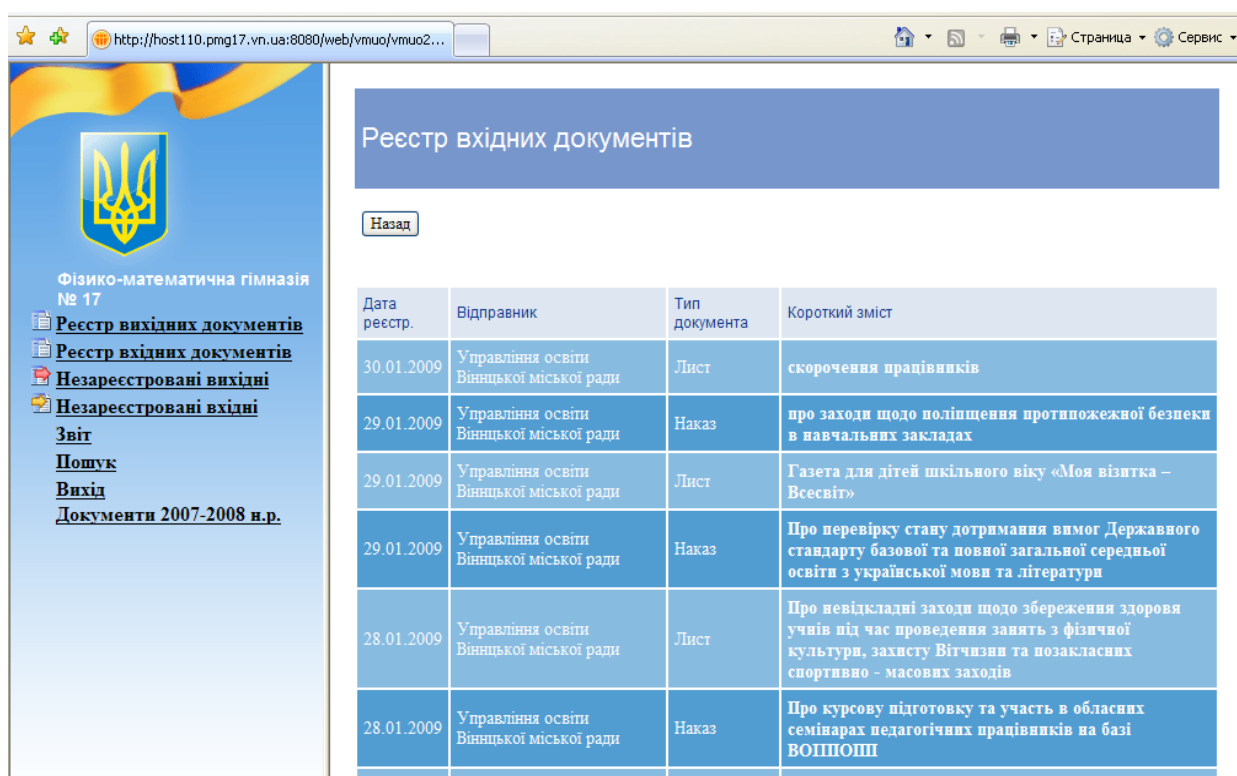 http://host110.pmg17.vn.ua:8080/web/vmuo/vmuo2...
Страница
Сервис
Фізико-математична гімназія
№ 17
Реєстр вихідних документів
Реєстр вхідних документів
Незареєстровані вихідні
Незареєстровані вхідні
Звіт
Пошук
Вихід
Документи 2007-2008 н.р.
Реєстр вхідних документів
Назад
Дата
реєстр.
Відправник
Тип
документа
Короткий зміст
30.01.2009
Управління освіти
Віннцької міської ради
Лист
скорочення працівників
29.01.2009
Управління освіти
Віннцької міської ради
Наказ
про заходи щодо поліпщення протипожежної безпеки
в навчальних закладах
29.01.2009
Управління освіти
Віннцької міської ради
Лист
Газета для дітей шкільного віку «Моя візитка –
Всесвіт»
29.01.2009
Управління освіти
Віннцької міської ради
Наказ
Про перевірку стану дотримання вимог Державного
стандарту базової та повної загальної середньої
освіти з української мови та літератури
28.01.2009
Управління освіти
Віннцької міської ради
Лист
Про невідкладні заходи щодо збереження здоровя
учнів під час проведення занять з фізичної
культури, захисту Вітчизни та позакласних
спортивно - масових заходів
28.01.2009
Управління освіти
Віннцької міської ради
Наказ
Про курсову підготовку та участь в обласних
семінарах педагогічних працівників на базі
ВОІППОПП